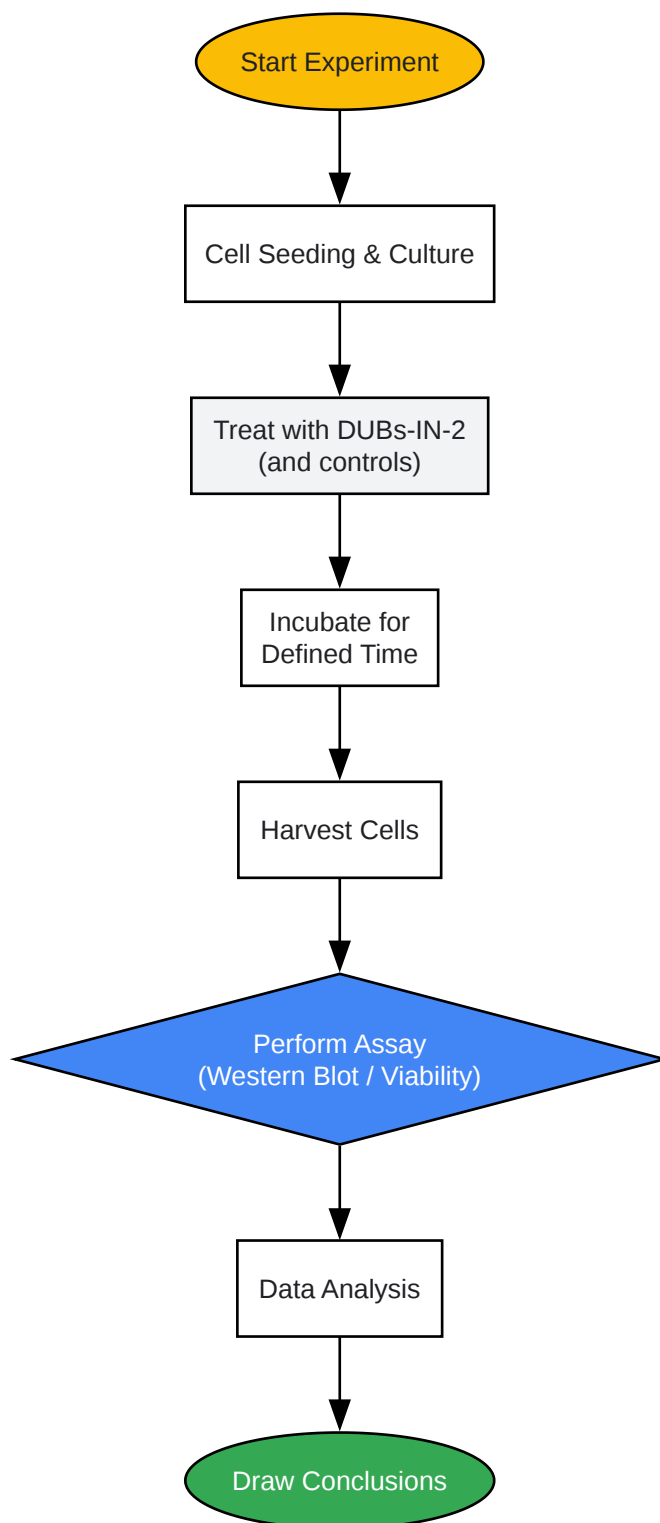 Start Experiment
Cell Seeding & Culture
Treat with DUBs-IN-2
(and controls)
Incubate for
Defined Time
Harvest Cells
Perform Assay
(Western Blot / Viability)
Data Analysis
Draw Conclusions